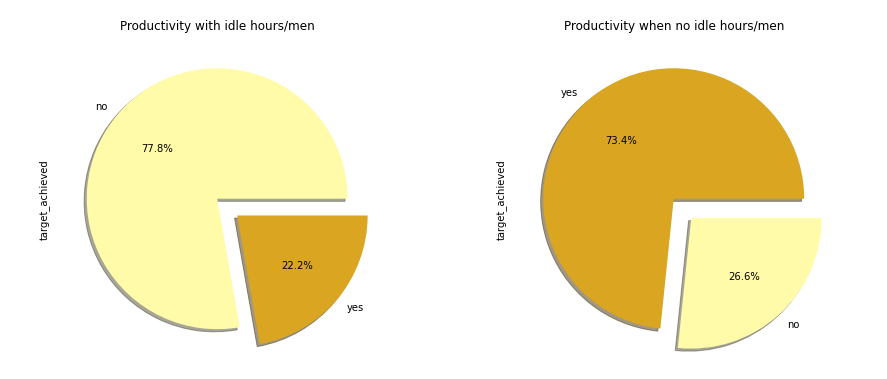 Productivity with idle hours/men
no
77.8%
target_achieved
22.2%
yes
Productivity when no idle hours/men
yes
73.4%
target_achieved
26.6%
no